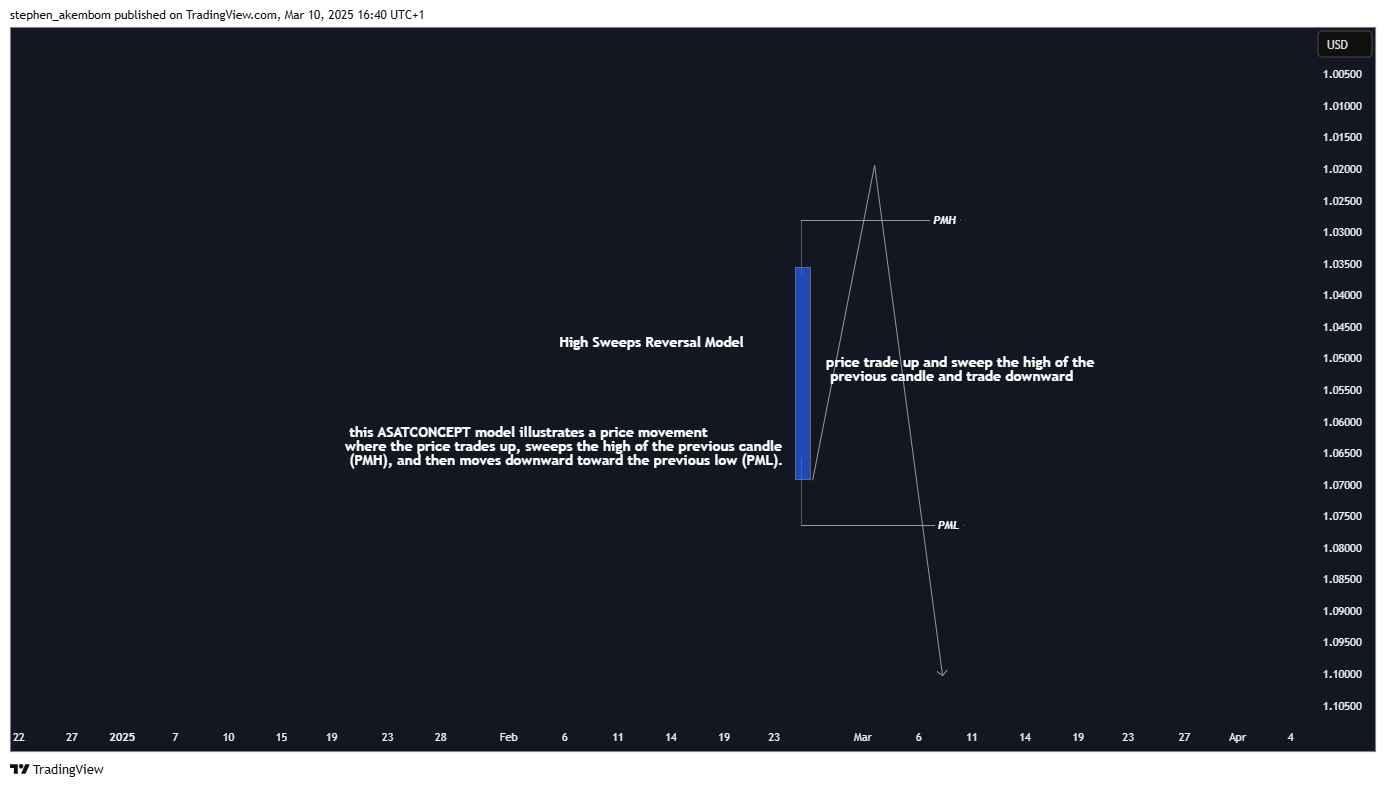 stephen_akembom published on TradingView.com, Mar 10, 2025 16:40 UTC+1
USD
1.00500
1.01000
1.01500
1.02000
1.02500
PMH
1.03000
1.03500
1.04000
1.04500
High Sweeps Reversal Model
1.05000
price trade up and sweep the high of the
previous candle and trade downward
1.05500
1.06000
this ASATCONCEPT model illustrates a price movement
where the price trades up, sweeps the high of the previous candle
(PMH), and then moves downward toward the previous low (PML).
1.06500
1.07000
1.07500
PML
1.08000
1.08500
1.09000
1.09500
1.10000
1.10500
22 27 2025 7 10 15 19 23 28 Feb 6 11 14 19 23 Mar 6 11 14 19 23 27 Apr 4
TradingView